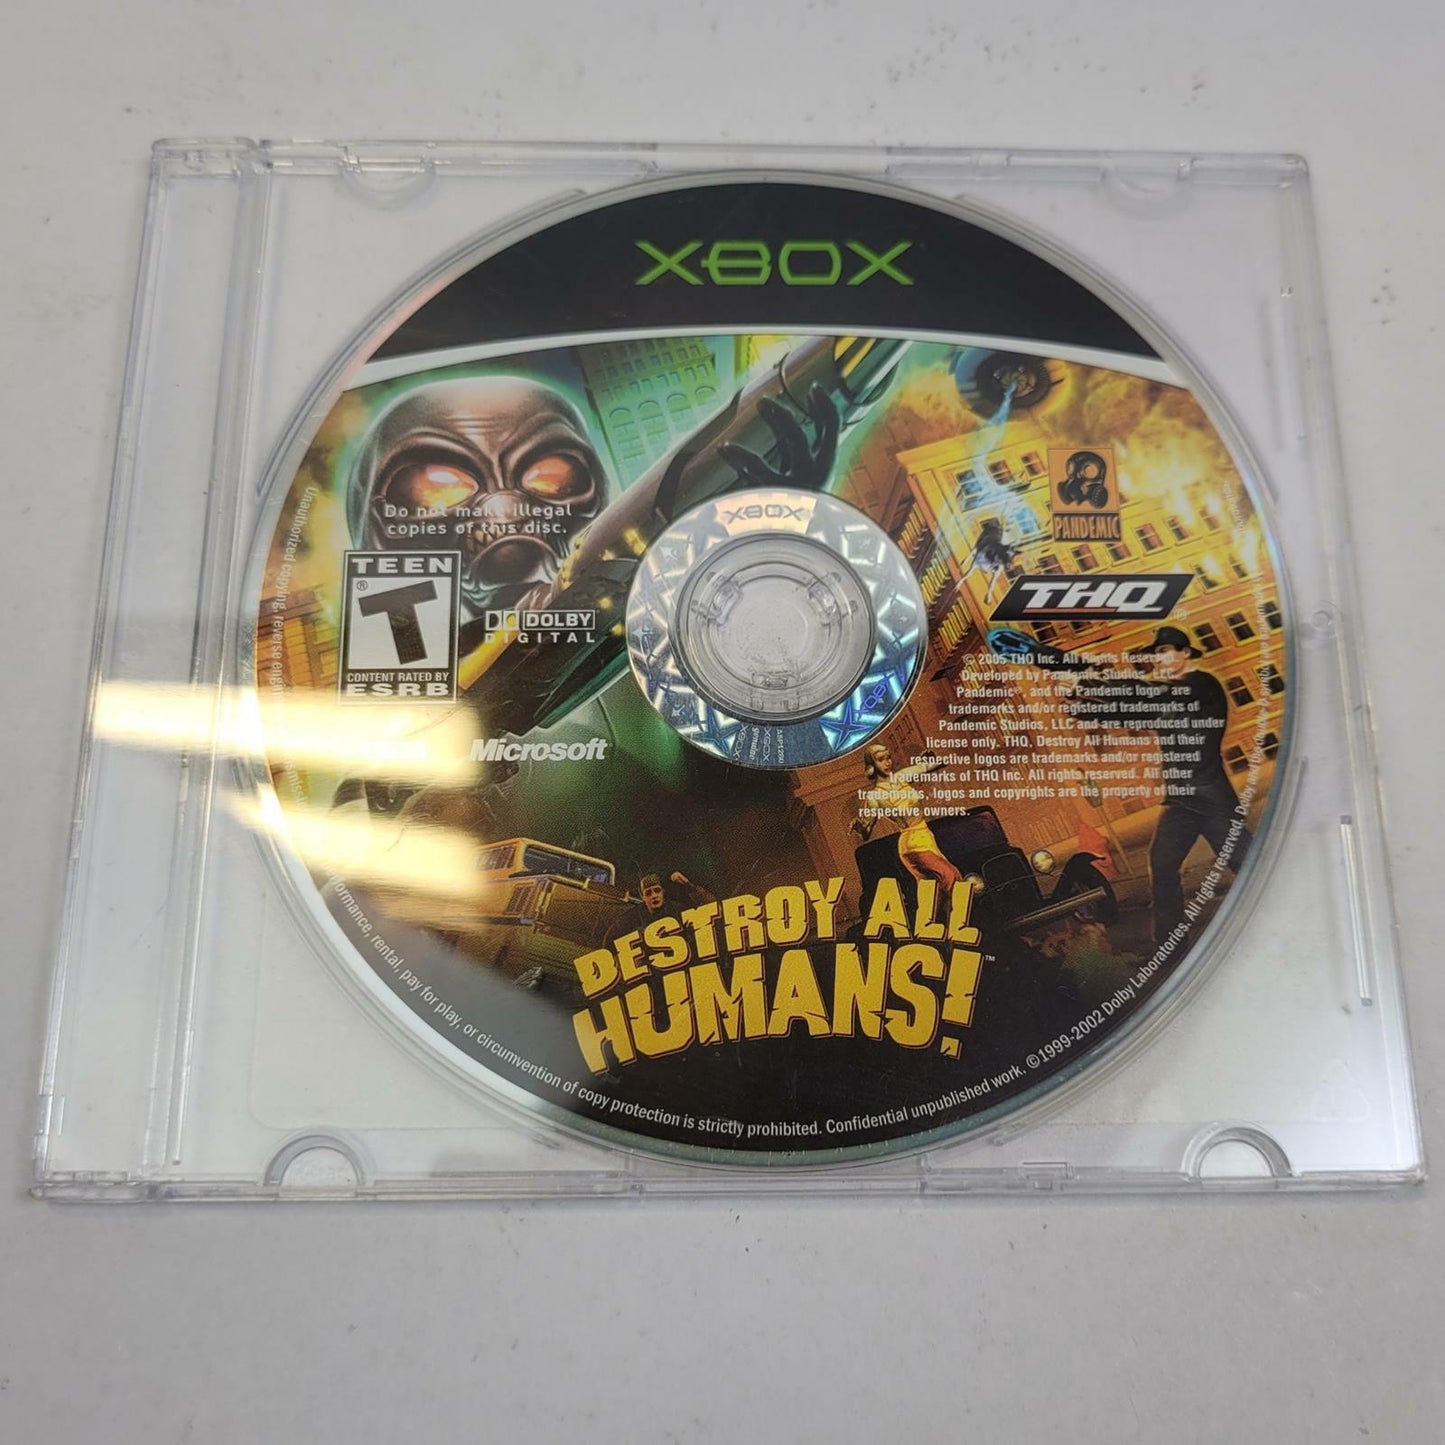 XBOX
Do not make illegal
copies of this disc.
TEEN
T®
CONTENT RATED BY
ESRB
DOLBY
DIGITAL
Microsoft
XBOX
PANDEMIC
THQ®
© 2005 THQ Inc. All Rights Reserved.
Developed by Pandemic Studios, LLC.
Pandemic®, and the Pandemic logo® are
trademarks and/or registered trademarks of
Pandemic Studios, LLC and are reproduced under
license only. THQ, Destroy All Humans and their
respective logos are trademarks and/or registered
trademarks of THQ Inc. All rights reserved. All other
trademarks, logos and copyrights are the property of their
respective owners.
DESTROY ALL
HUMANS!™
Unauthorized copying, reverse
rental, pay for play, or circumvention of copy protection is strictly prohibited. Confidential unpublished work. ©1999-2002 Dolby Laboratories. All rights reserved. Dolby and the